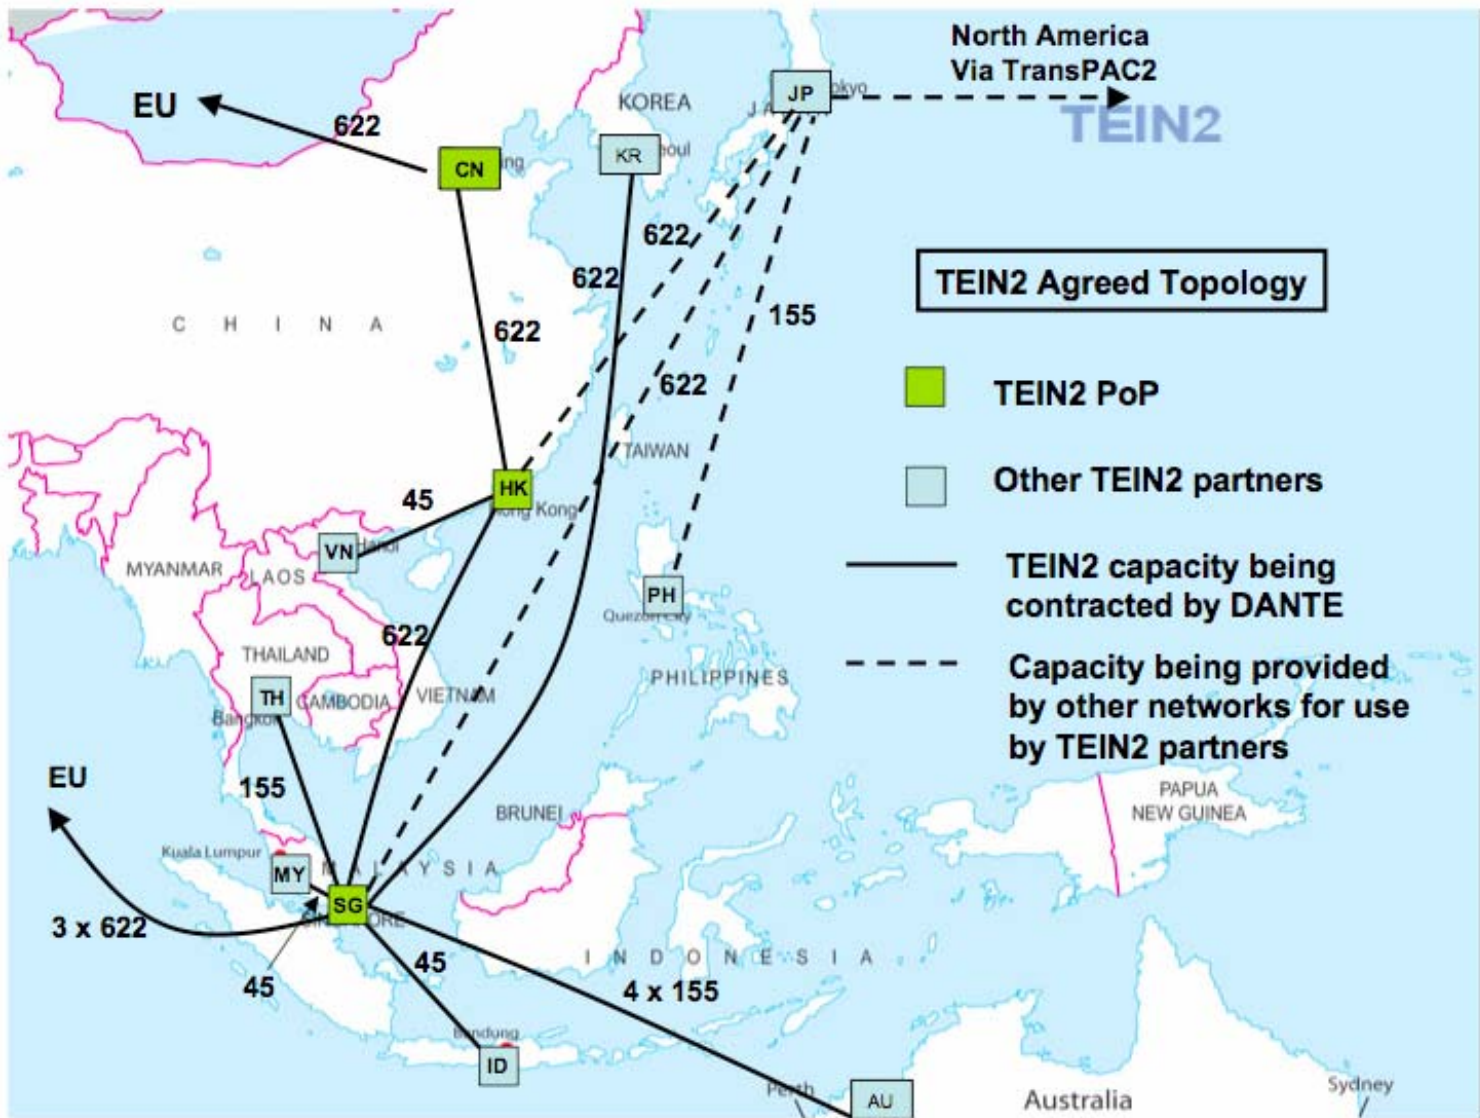 North America
Via TransPAC2
TEIN2
JP
KOREA
EU
622
CN
KR
622
622
155
TEIN2 Agreed Topology
C H I N A
622
622
TEIN2 PoP
TAIWAN
Other TEIN2 partners
45
HK
VN
MYANMAR
LAOS
TEIN2 capacity being
contracted by DANTE
PH
Quezon City
622
THAILAND
Capacity being provided
by other networks for use
by TEIN2 partners
PHILIPPINES
TH
CAMBODIA
VIETNAM
Bangkok
EU
155
BRUNEI
PAPUA
NEW GUINEA
Kuala Lumpur
MY
M A L A Y S I A
SG
3 x 622
45
45
I N D O N E S I A
4 x 155
Bandung
ID
Perth
AU
Australia
Sydney